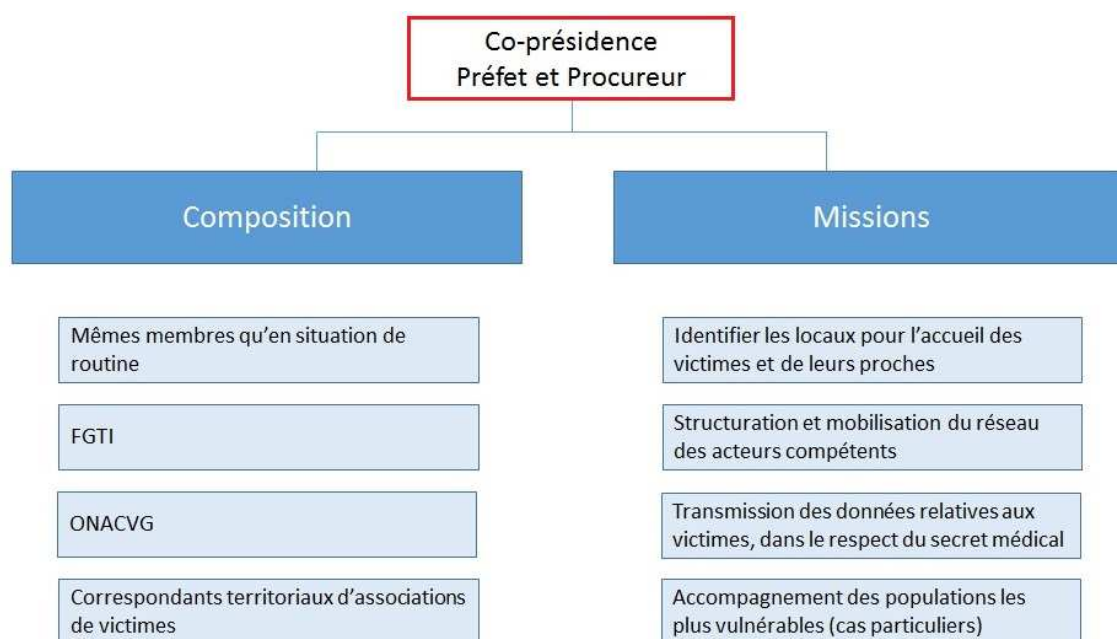 Co-présidence
Préfet et Procureur
Composition
Mêmes membres qu'en situation de
routine
FGTI
ONACVG
Correspondants territoriaux d'associations
de victimes
Missions
Identifier les locaux pour l'accueil des
victimes et de leurs proches
Structuration et mobilisation du réseau
des acteurs compétents
Transmission des données relatives aux
victimes, dans le respect du secret médical
Accompagnement des populations les
plus vulnérables (cas particuliers)